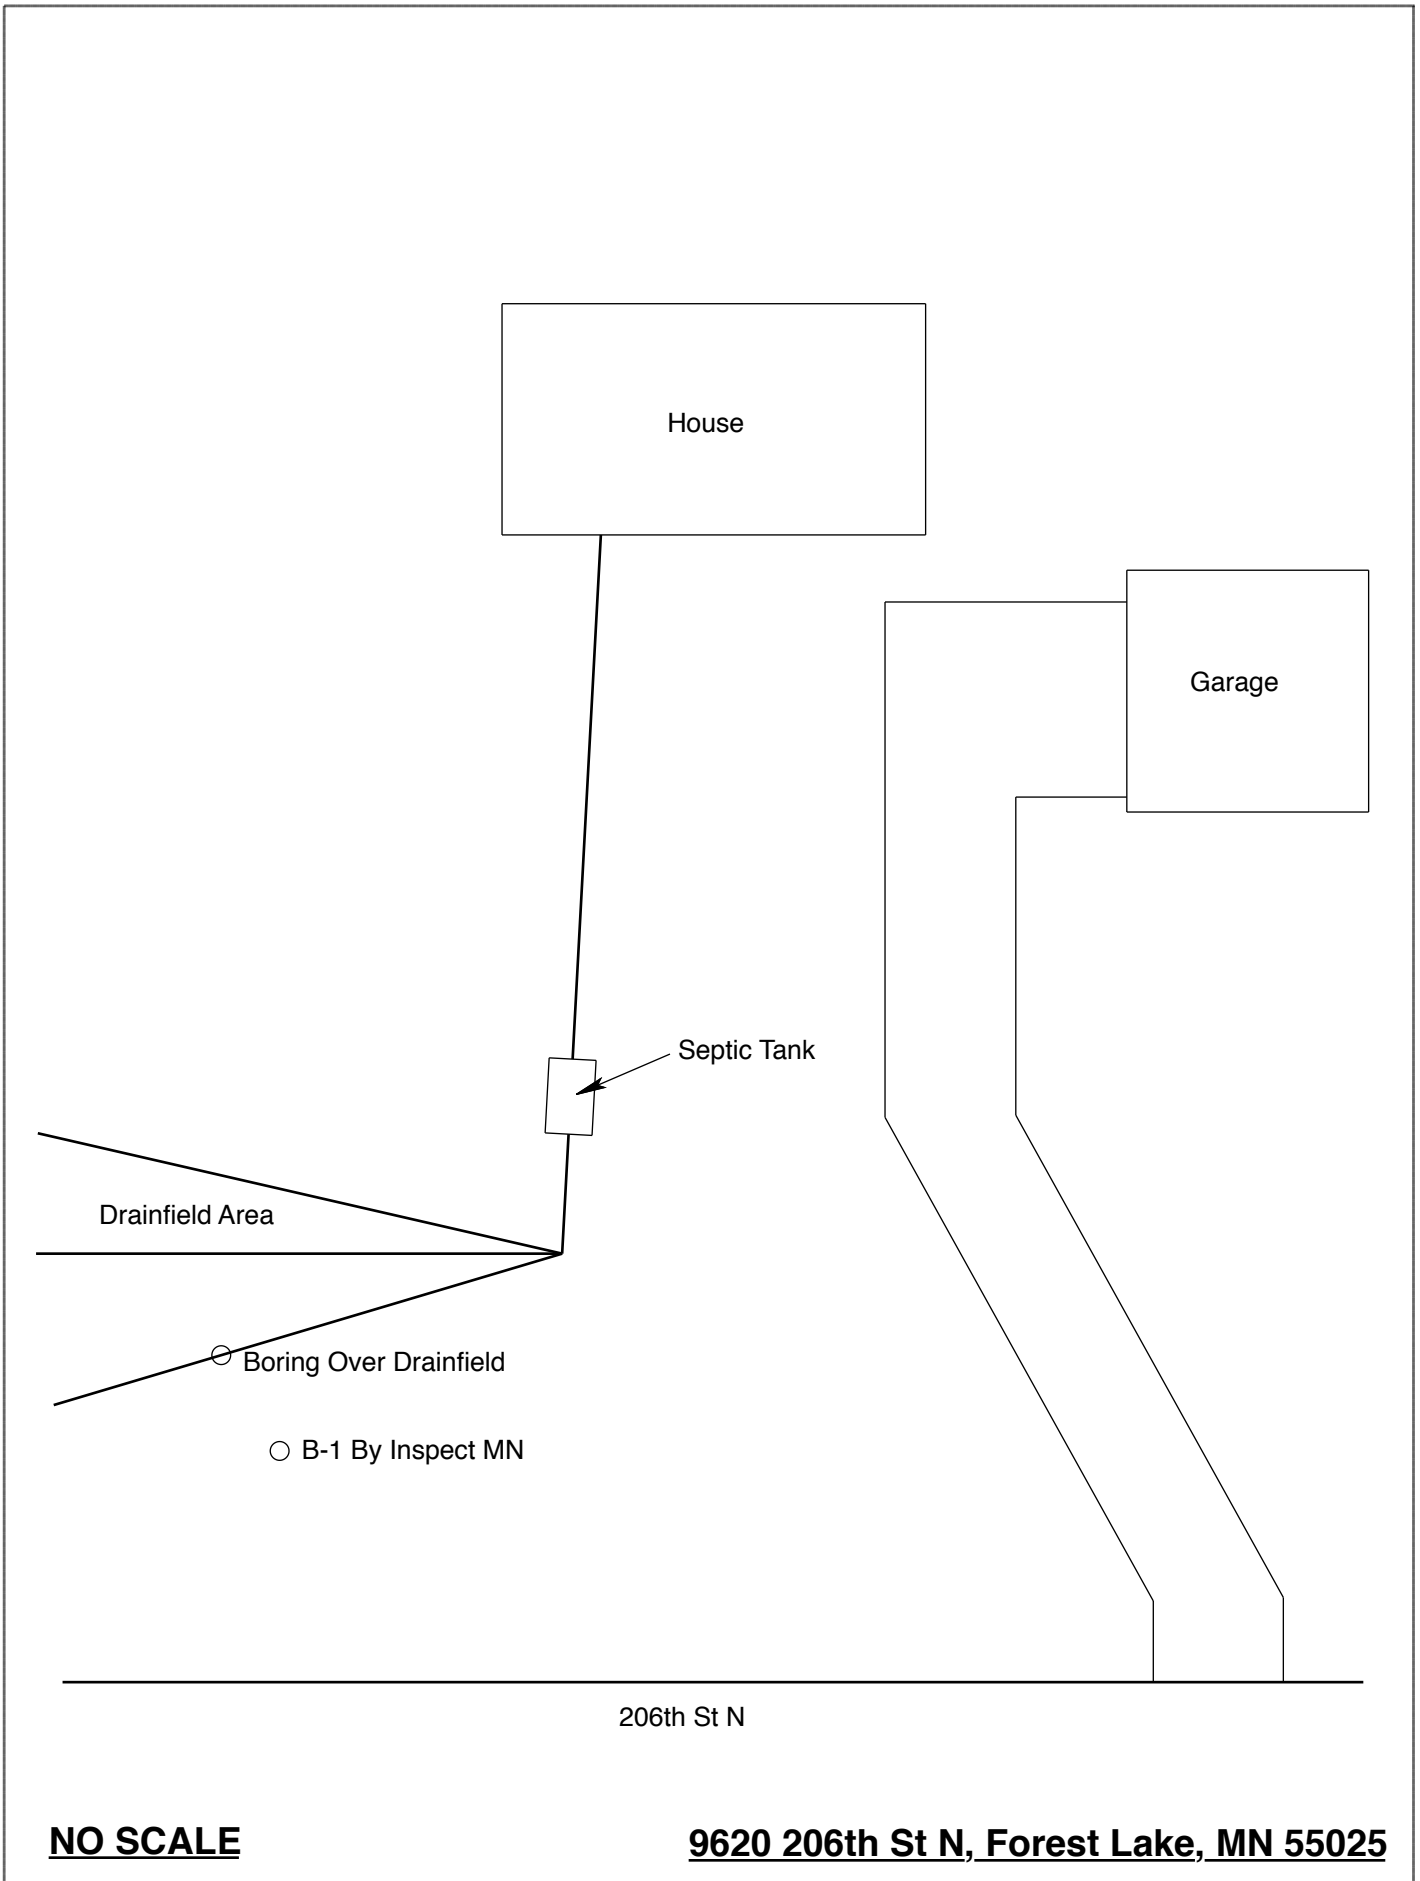 House
Garage
Septic Tank
Drainfield Area
Boring Over Drainfield
B-1 By Inspect MN
206th St N
NO SCALE
9620 206th St N, Forest Lake, MN 55025